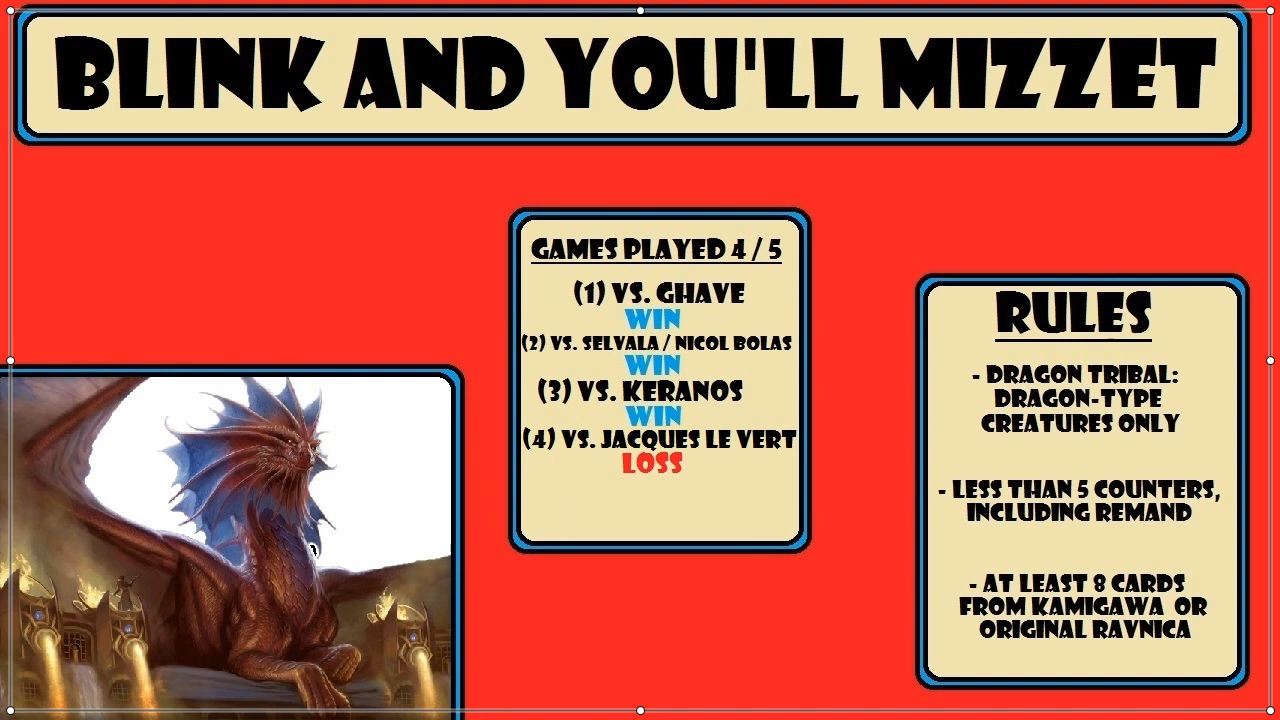 BLINK AND YOU'LL MIZZET
GAMES PLAYED 4 / 5
(1) VS. GHAVE
WIN
(2) VS. SELVALA / NICOL BOLAS
WIN
(3) VS. KERANOS
WIN
(4) VS. JACQUES LE VERT
LOSS
RULES
- DRAGON TRIBAL:
DRAGON-TYPE
CREATURES ONLY
- LESS THAN 5 COUNTERS,
INCLUDING REMAND
- AT LEAST 8 CARDS
FROM KAMIGAWA OR
ORIGINAL RAVNICA